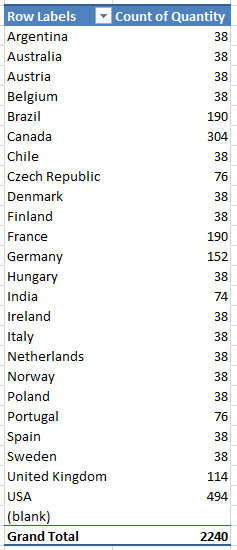 Row Labels Count of Quantity
Argentina 38
Australia 38
Austria 38
Belgium 38
Brazil 190
Canada 304
Chile 38
Czech Republic 76
Denmark 38
Finland 38
France 190
Germany 152
Hungary 38
India 74
Ireland 38
Italy 38
Netherlands 38
Norway 38
Poland 38
Portugal 76
Spain 38
Sweden 38
United Kingdom 114
USA 494
(blank)
Grand Total 2240